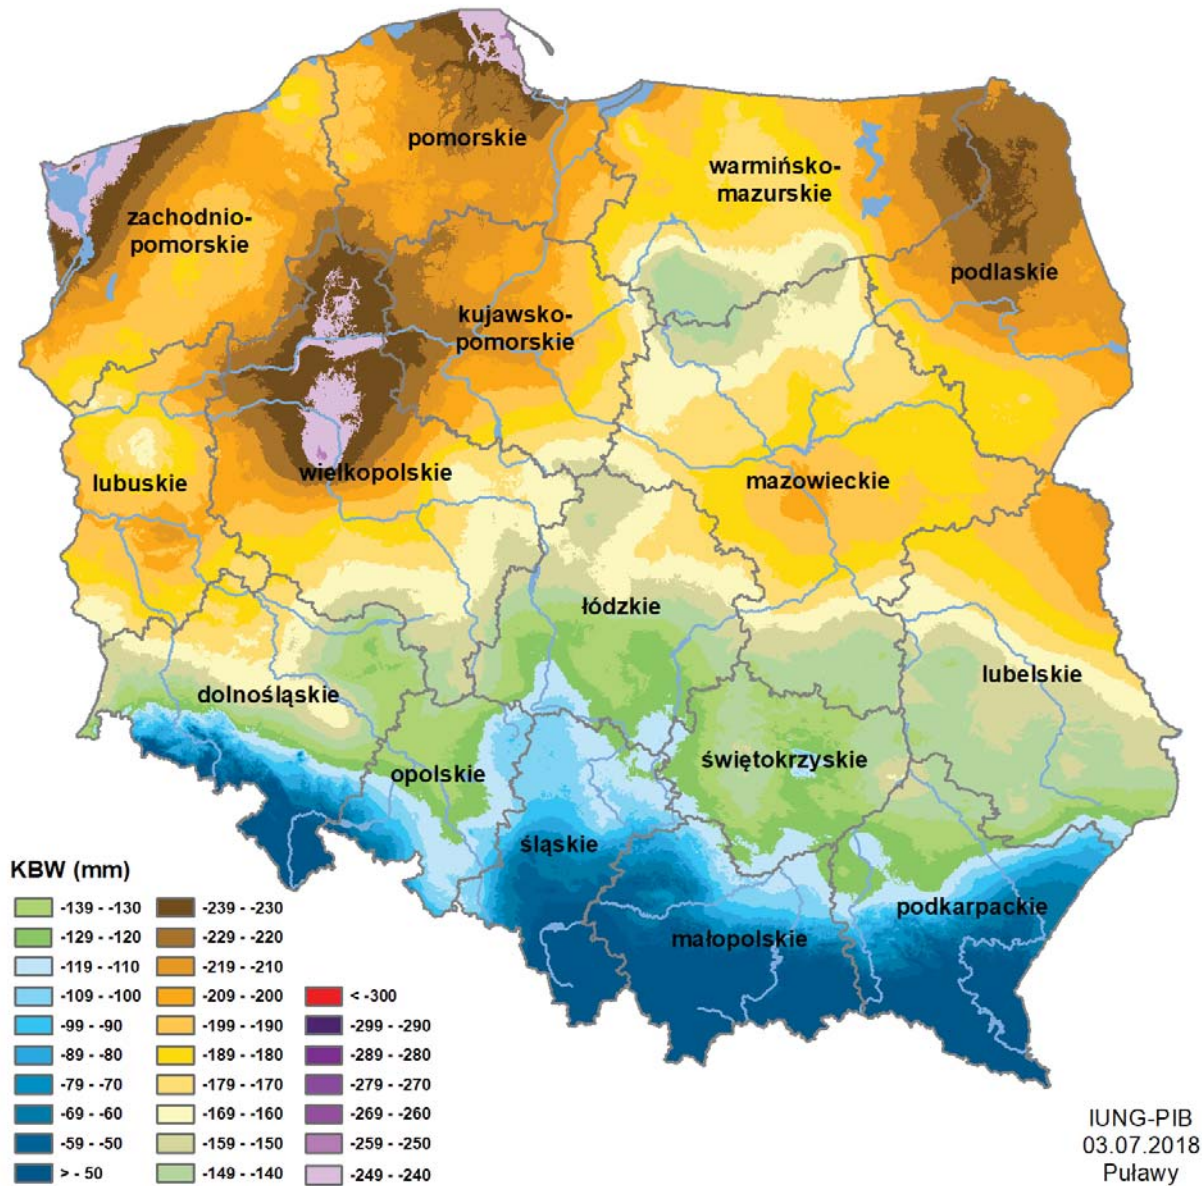 pomorskie
warmińsko-
mazurskie
zachodnio-
pomorskie
podlaskie
kujawsko-
pomorskie
lubuskie
wielkopolskie
mazowieckie
łódzkie
dolnośląskie
lubelskie
opolskie
świętokrzyskie
śląskie
podkarpackie
małopolskie
KBW (mm)
-139 - -130
-129 - -120
-119 - -110
-109 - -100
-99 - -90
-89 - -80
-79 - -70
-69 - -60
-59 - -50
> - 50
-239 - -230
-229 - -220
-219 - -210
-209 - -200
-199 - -190
-189 - -180
-179 - -170
-169 - -160
-159 - -150
-149 - -140
< -300
-299 - -290
-289 - -280
-279 - -270
-269 - -260
-259 - -250
-249 - -240
IUNG-PIB
03.07.2018
Puławy